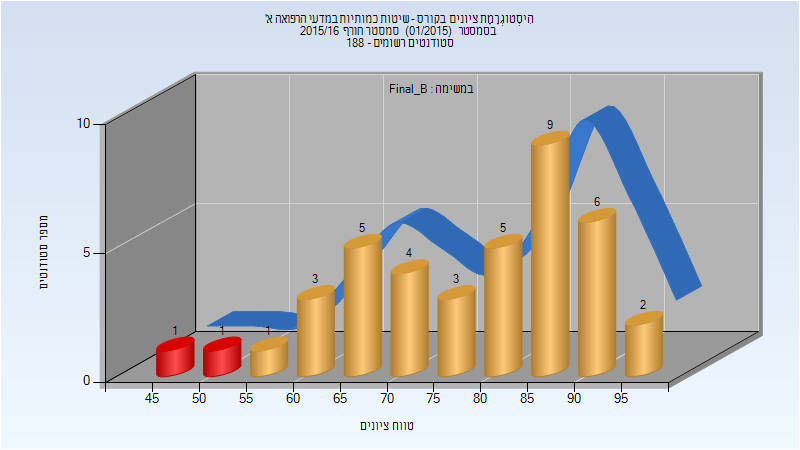 הִיסְטוֹגְרָמַת ציונים בקורס - שיטות כמותיות במדעי הרפואה א'
בסמסטר (01/2015) סמסטר חורף 2015/16
סטודנטים רשומים - 188
במשימה : Final_B
10
5
0
מספר סטודנטים
1
1
1
3
5
4
3
5
9
6
2
45 50 55 60 65 70 75 80 85 90 95
טווח ציונים